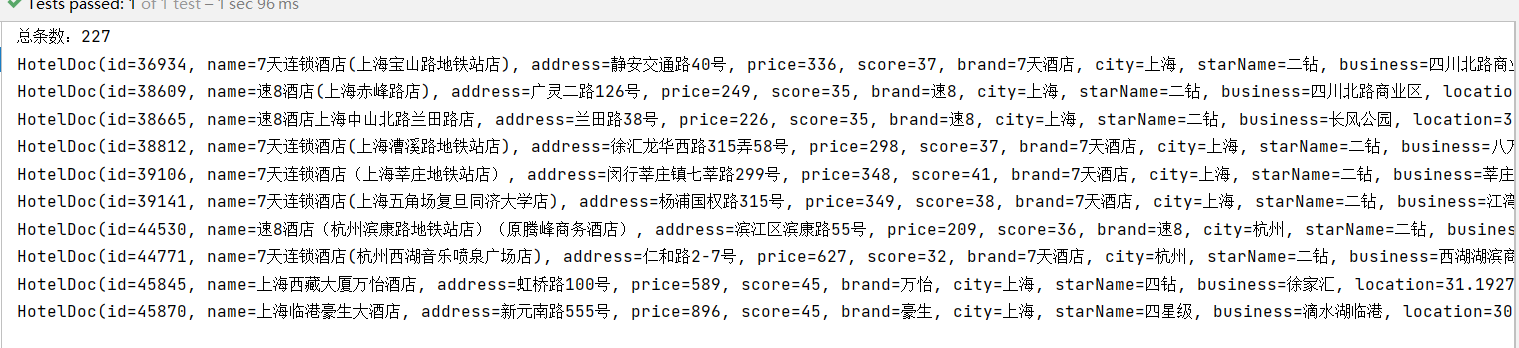 Tests passed: 1 of 1 test – 1 sec 96 ms
总条数：227
HotelDoc(id=36934, name=7天连锁酒店(上海宝山路地铁站店), address=静安交通路40号, price=336, score=37, brand=7天酒店, city=上海, starName=二钻, business=四川北路商业
HotelDoc(id=38609, name=速8酒店(上海赤峰路店), address=广灵二路126号, price=249, score=35, brand=速8, city=上海, starName=二钻, business=四川北路商业区, locatio
HotelDoc(id=38665, name=速8酒店上海中山北路兰田路店, address=兰田路38号, price=226, score=35, brand=速8, city=上海, starName=二钻, business=长风公园, location=3
HotelDoc(id=38812, name=7天连锁酒店(上海漕溪路地铁站店), address=徐汇龙华西路315弄58号, price=298, score=37, brand=7天酒店, city=上海, starName=二钻, business=八万
HotelDoc(id=39106, name=7天连锁酒店（上海莘庄地铁站店）, address=闵行莘庄镇七莘路299号, price=348, score=41, brand=7天酒店, city=上海, starName=二钻, business=莘庄
HotelDoc(id=39141, name=7天连锁酒店(上海五角场复旦同济大学店), address=杨浦国权路315号, price=349, score=38, brand=7天酒店, city=上海, starName=二钻, business=江湾
HotelDoc(id=44530, name=速8酒店（杭州滨康路地铁站店）（原腾峰商务酒店）, address=滨江区滨康路55号, price=209, score=36, brand=速8, city=杭州, starName=二钻, busines
HotelDoc(id=44771, name=7天连锁酒店(杭州西湖音乐喷泉广场店), address=仁和路2-7号, price=627, score=32, brand=7天酒店, city=杭州, starName=二钻, business=西湖湖滨商
HotelDoc(id=45845, name=上海西藏大厦万怡酒店, address=虹桥路100号, price=589, score=45, brand=万怡, city=上海, starName=四钻, business=徐家汇, location=31.1927
HotelDoc(id=45870, name=上海临港豪生大酒店, address=新元南路555号, price=896, score=45, brand=豪生, city=上海, starName=四星级, business=滴水湖临港, location=30